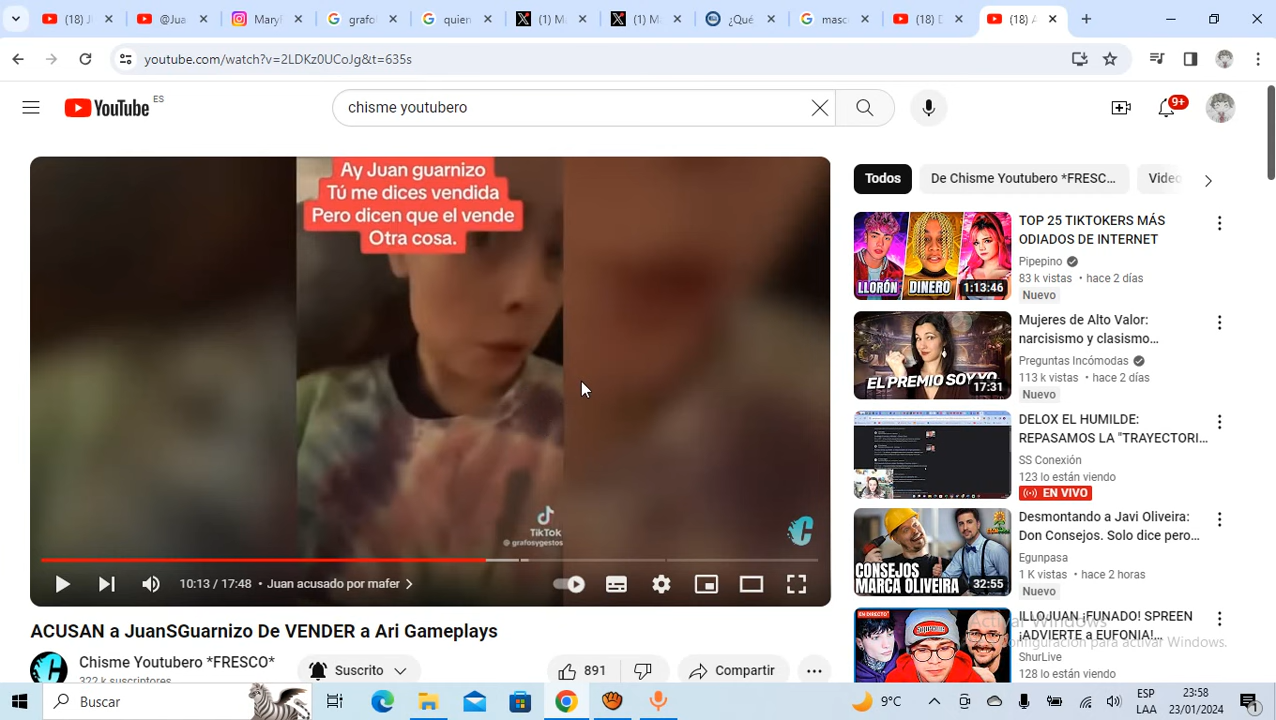 (18)
@Jua
Mary
grafo
quien
(1) M
(1) M
¿Qui
masc
(18) D
(18) A
youtube.com/watch?v=2LDKz0UCoJg&t=635s
YouTube ES
chisme youtubero
9+
Ay Juan guarnizo
Tú me dices vendida
Pero dicen que el vende
Otra cosa.
TikTok
@ grafosygestos
10:13 / 17:48 • Juan acusado por mafer
ACUSAN a JuanSGuarnizo De VENDER a Ari Gameplays
Chisme Youtubero *FRESCO*
322 k suscriptores
Suscrito
891
Compartir
Todos
De Chisme Youtubero *FRESC...
TOP 25 TIKTOKERS MÁS
ODIADOS DE INTERNET
Pipepino
83 k vistas • hace 2 días
Nuevo
LLORÓN
DINERO
1:13:46
Mujeres de Alto Valor:
narcisismo y clasismo...
Preguntas Incómodas
113 k vistas • hace 2 días
Nuevo
EL PREMIO SOY YO
17:31
DELOX EL HUMILDE:
REPASAMOS LA "TRAYECTORI...
SS Conexión
123 lo están viendo
EN VIVO
Desmontando a Javi Oliveira:
Don Consejos. Solo dice pero...
Egunpasa
1 K vistas • hace 2 horas
Nuevo
CONSEJOS
MARCA OLIVEIRA
32:55
ILLOJUAN ¡FUNADO! SPREEN
¡ADVIERTE a EUFONIA!...
ShurLive
128 lo están viendo
EN DIRECTO
Activar Windows
Configuración para activar Windows.
Buscar
9°C
ESP
LAA
23:58
23/01/2024
1